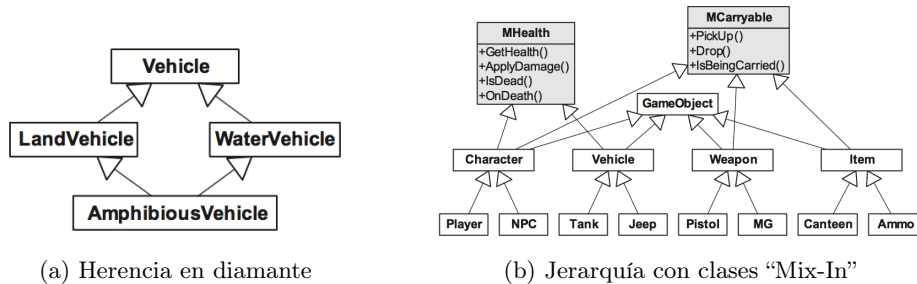 Vehicle
LandVehicle
WaterVehicle
AmphibiousVehicle
(a) Herencia en diamante
MHealth
+GetHealth()
+ApplyDamage()
+IsDead()
+OnDeath()
MCarryable
+PickUp()
+Drop()
+IsBeingCarried()
GameObject
Character
Vehicle
Weapon
Item
Player
NPC
Tank
Jeep
Pistol
MG
Canteen
Ammo
(b) Jerarquía con clases “Mix-In”